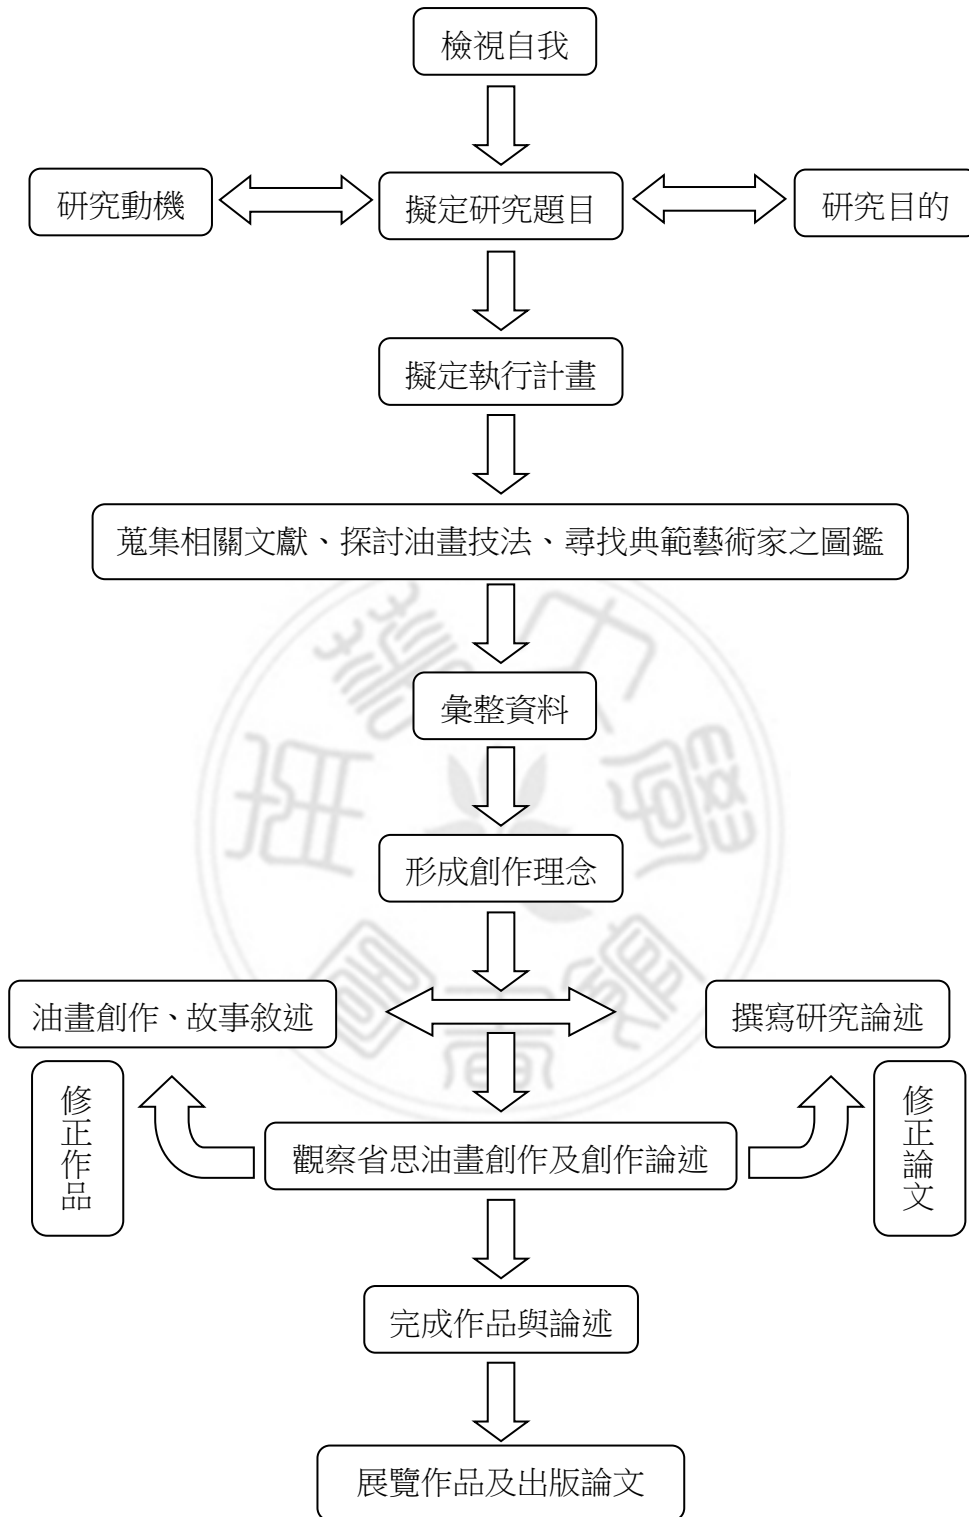 檢視自我
研究動機
擬定研究題目
研究目的
擬定執行計畫
蒐集相關文獻、探討油畫技法、尋找典範藝術家之圖鑑
彙整資料
形成創作理念
油畫創作、故事敘述
撰寫研究論述
修正作品
觀察省思油畫創作及創作論述
修正論文
完成作品與論述
展覽作品及出版論文